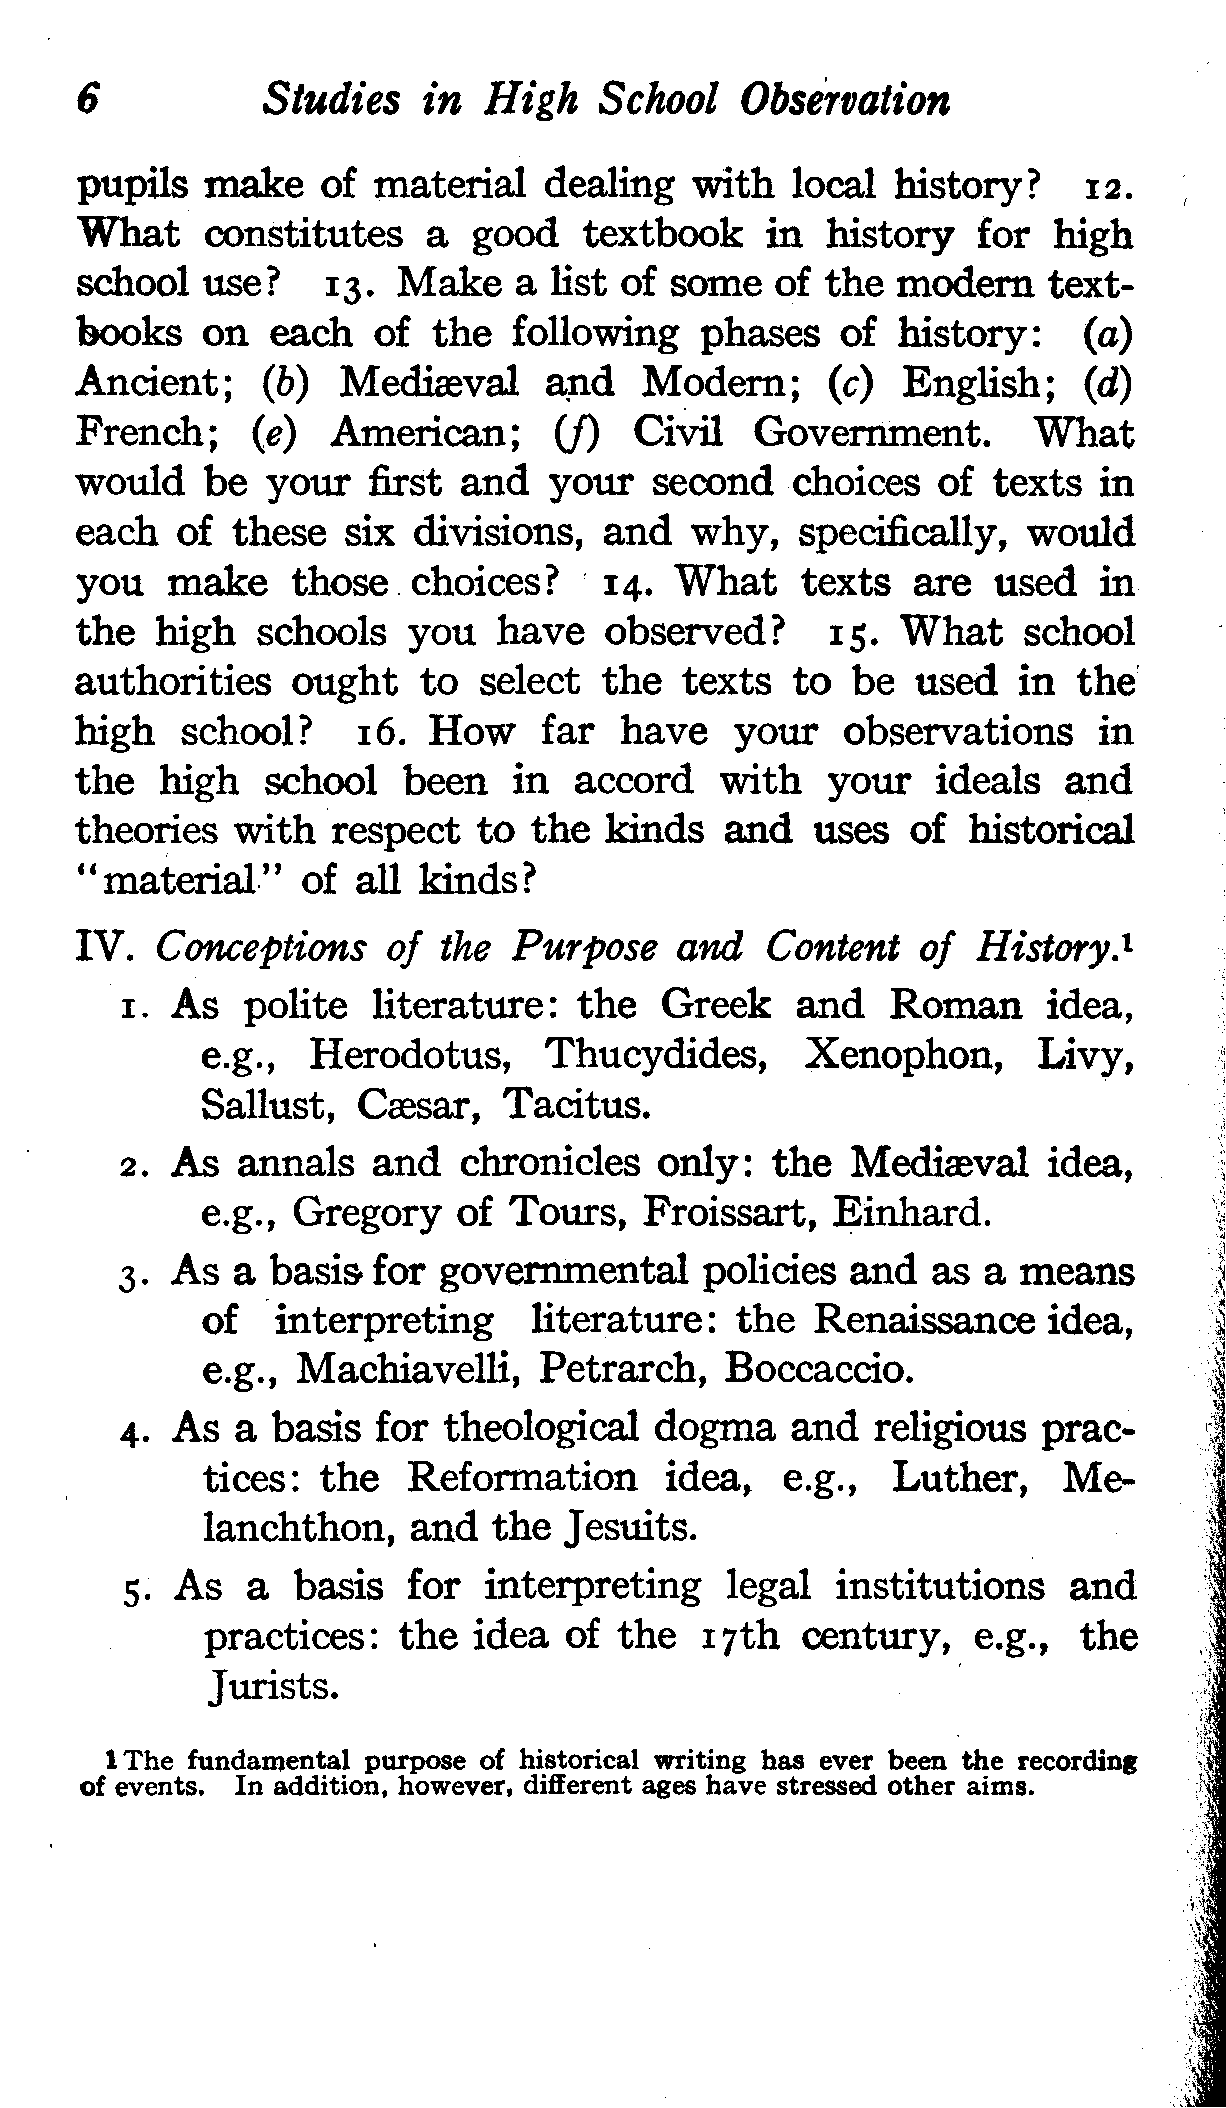 6 Studies in High School Observation
pupils make of material dealing with local history? 12.
What constitutes a good textbook in history for high
school use? 13. Make a list of some of the modern text-
books on each of the following phases of history: (a)
Ancient; (b) Mediæval and Modern; (c) English; (d)
French; (e) American; (f) Civil Government. What
would be your first and your second choices of texts in
each of these six divisions, and why, specifically, would
you make those choices? 14. What texts are used in
the high schools you have observed? 15. What school
authorities ought to select the texts to be used in the
high school? 16. How far have your observations in
the high school been in accord with your ideals and
theories with respect to the kinds and uses of historical
"material" of all kinds?
IV. Conceptions of the Purpose and Content of History.¹
1. As polite literature: the Greek and Roman idea,
e.g., Herodotus, Thucydides, Xenophon, Livy,
Sallust, Cæsar, Tacitus.
2. As annals and chronicles only: the Mediæval idea,
e.g., Gregory of Tours, Froissart, Einhard.
3. As a basis for governmental policies and as a means
of interpreting literature: the Renaissance idea,
e.g., Machiavelli, Petrarch, Boccaccio.
4. As a basis for theological dogma and religious prac-
tices: the Reformation idea, e.g., Luther, Me-
lanchthon, and the Jesuits.
5. As a basis for interpreting legal institutions and
practices: the idea of the 17th century, e.g., the
Jurists.
1 The fundamental purpose of historical writing has ever been the recording
of events. In addition, however, different ages have stressed other aims.